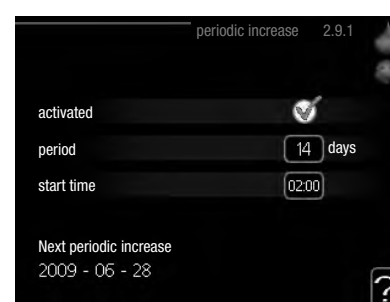 periodic increase 2.9.1
activated
period 14 days
start time 02:00
Next periodic increase
2009 - 06 - 28
?